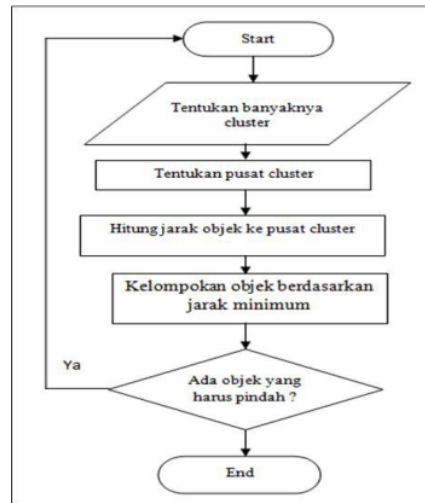 Start
Tentukan banyaknya
cluster
Tentukan pusat cluster
Hitung jarak objek ke pusat cluster
Kelompokan objek berdasarkan
jarak minimum
Ya
Ada objek yang
harus pindah ?
End